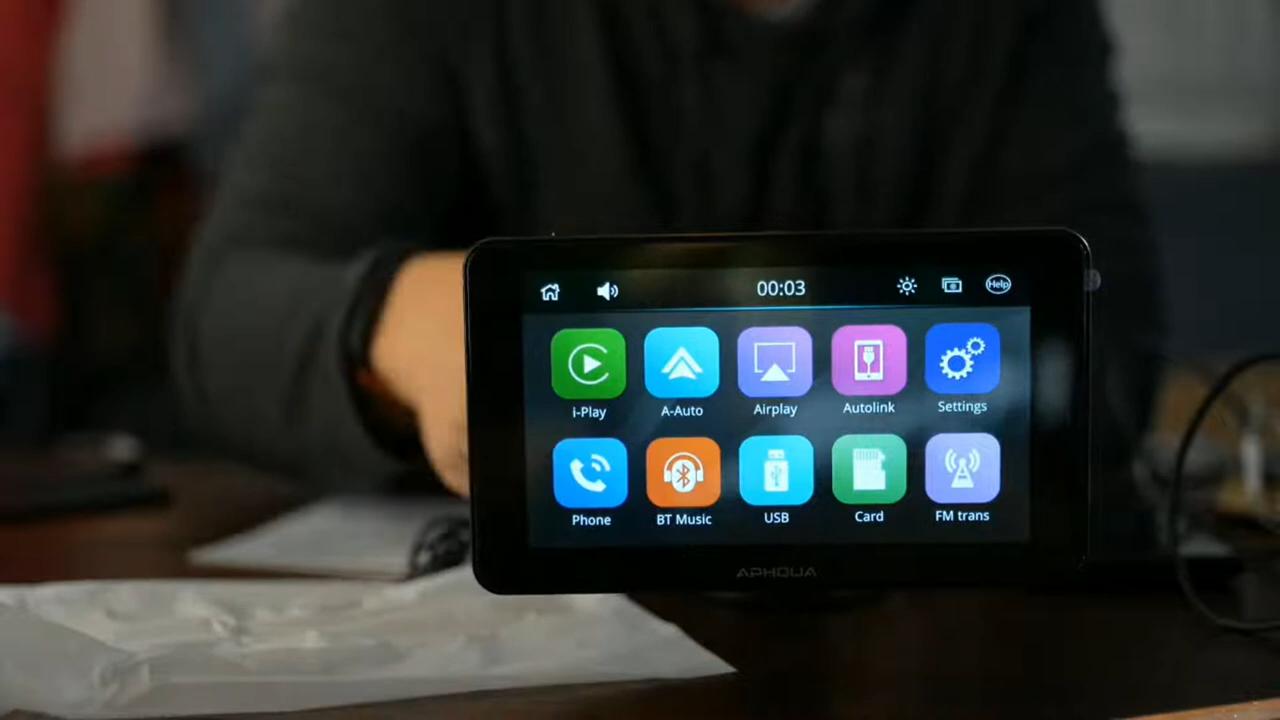 00:03
Help
i-Play
A-Auto
Airplay
Autolink
Settings
Phone
BT Music
USB
Card
FM trans
APHQUA